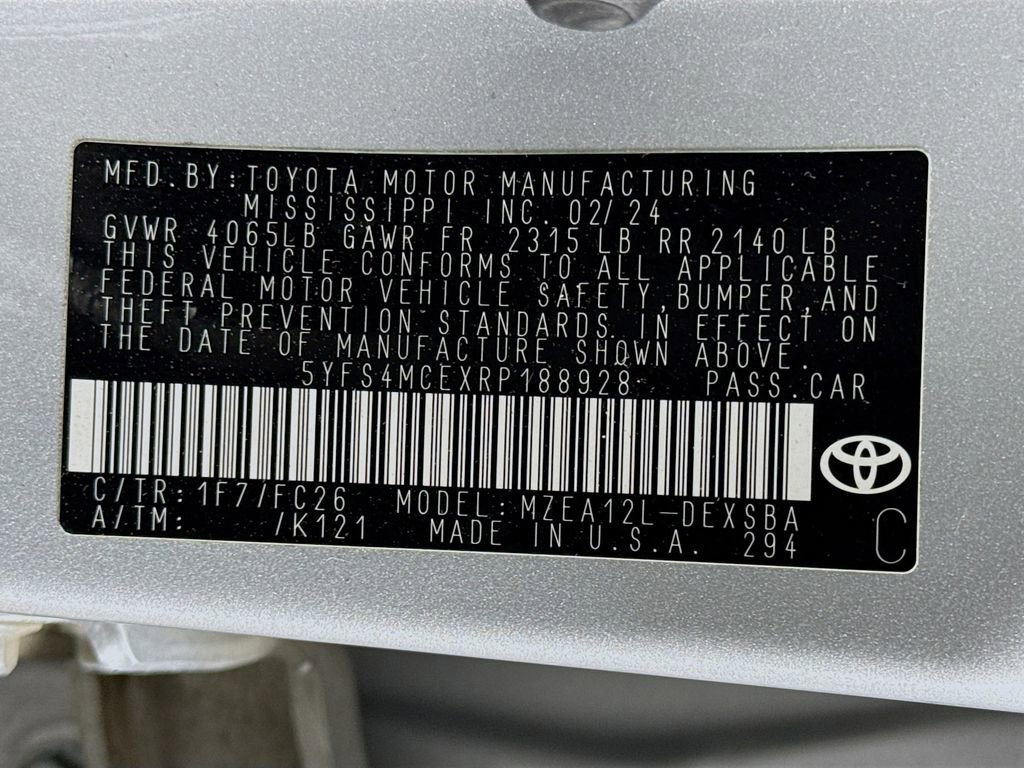 MFD.BY:TOYOTA MOTOR MANUFACTURING
MISSISSIPPI INC. 02/24
GVWR 4065LB GAWR FR 2315LB RR 2140LB
THIS VEHICLE CONFORMS TO ALL APPLICABLE
FEDERAL MOTOR VEHICLE SAFETY,BUMPER,AND
THEFT PREVENTION STANDARDS IN EFFECT ON
THE DATE OF MANUFACTURE SHOWN ABOVE.
5YFS4MCEXRP188928 PASS.CAR
C/TR:1F7/FC26 MODEL:MZEA12L-DEXSBA
A/TM: /K121 MADE IN U.S.A. 294
C